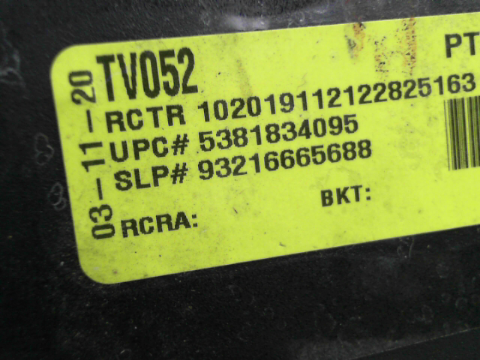 03-11-20
TV052
PT
RCTR 102019112122825163
UPC# 5381834095
SLP# 93216665688
RCRA:
BKT: